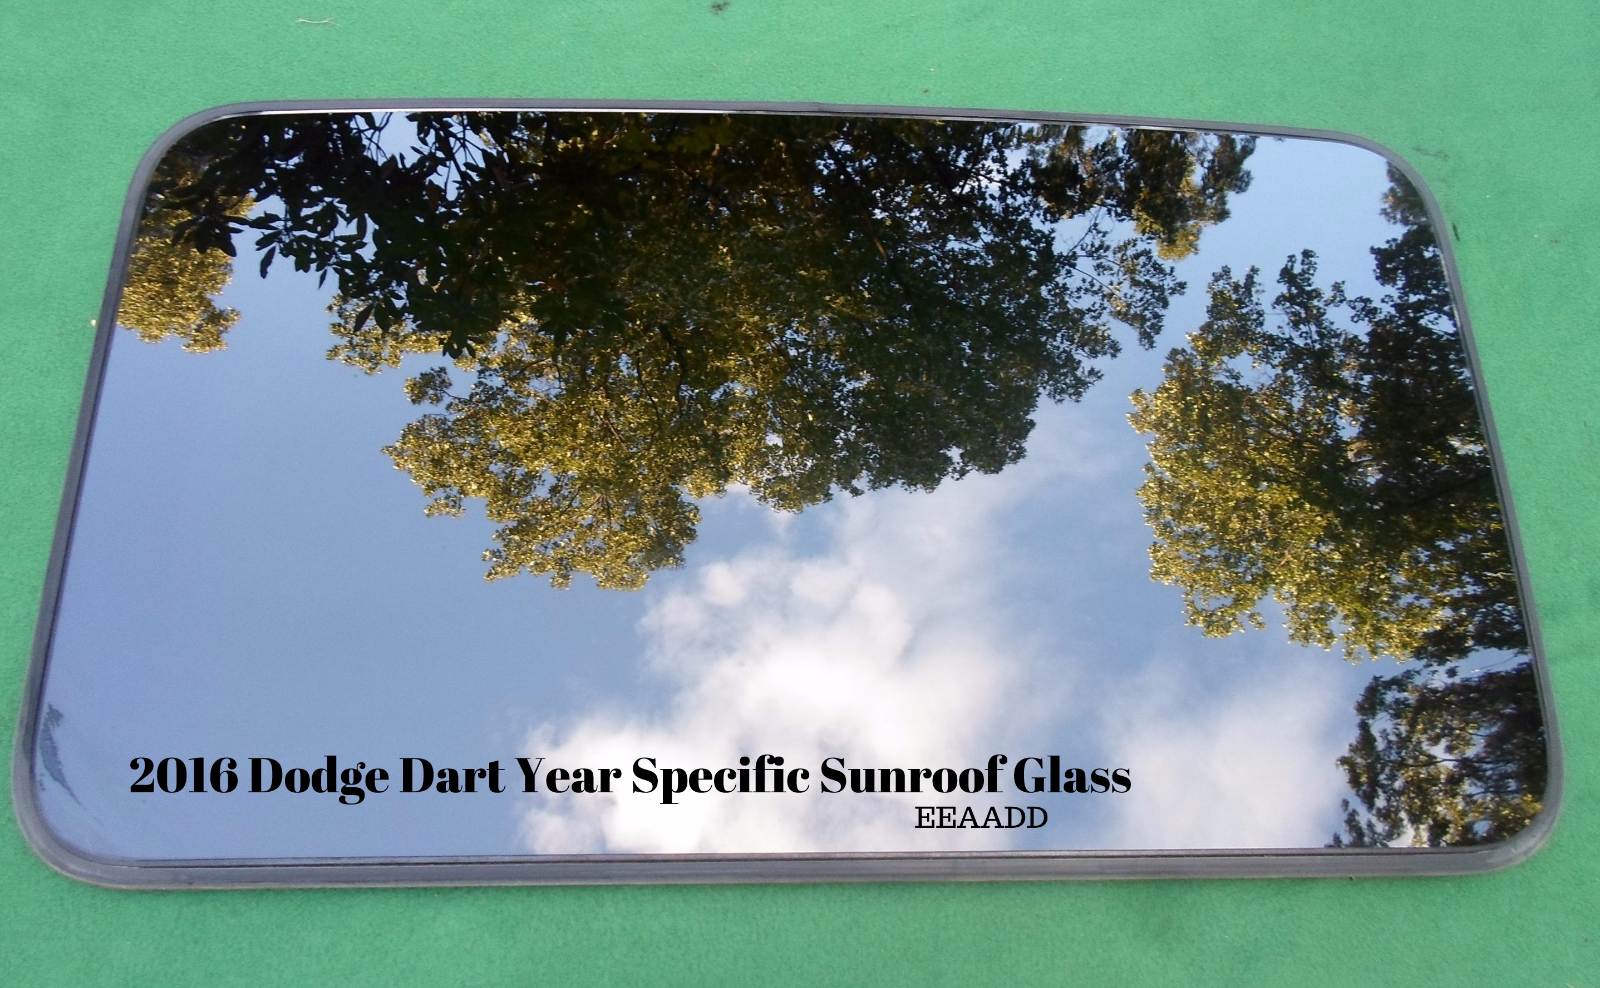 2016 Dodge Dart Year Specific Sunroof Glass
EEAADD